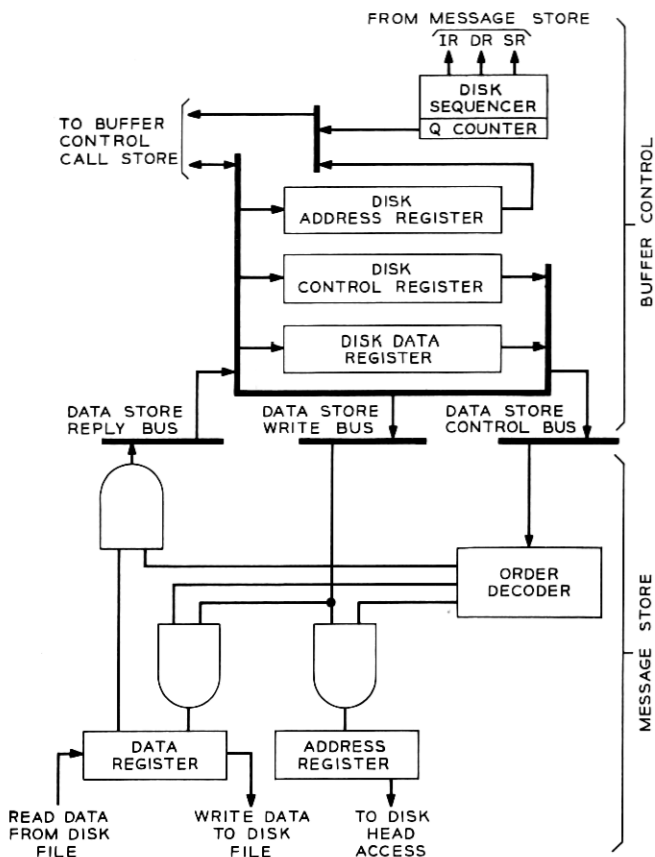 FROM MESSAGE STORE
IR DR SR
DISK
SEQUENCER
Q COUNTER
TO BUFFER
CONTROL
CALL STORE
DISK
ADDRESS REGISTER
DISK
CONTROL REGISTER
DISK DATA
REGISTER
BUFFER CONTROL
DATA STORE
REPLY BUS
DATA STORE
WRITE BUS
DATA STORE
CONTROL BUS
ORDER
DECODER
MESSAGE STORE
DATA
REGISTER
ADDRESS
REGISTER
READ DATA
FROM DISK
FILE
WRITE DATA
TO DISK
FILE
TO DISK
HEAD
ACCESS